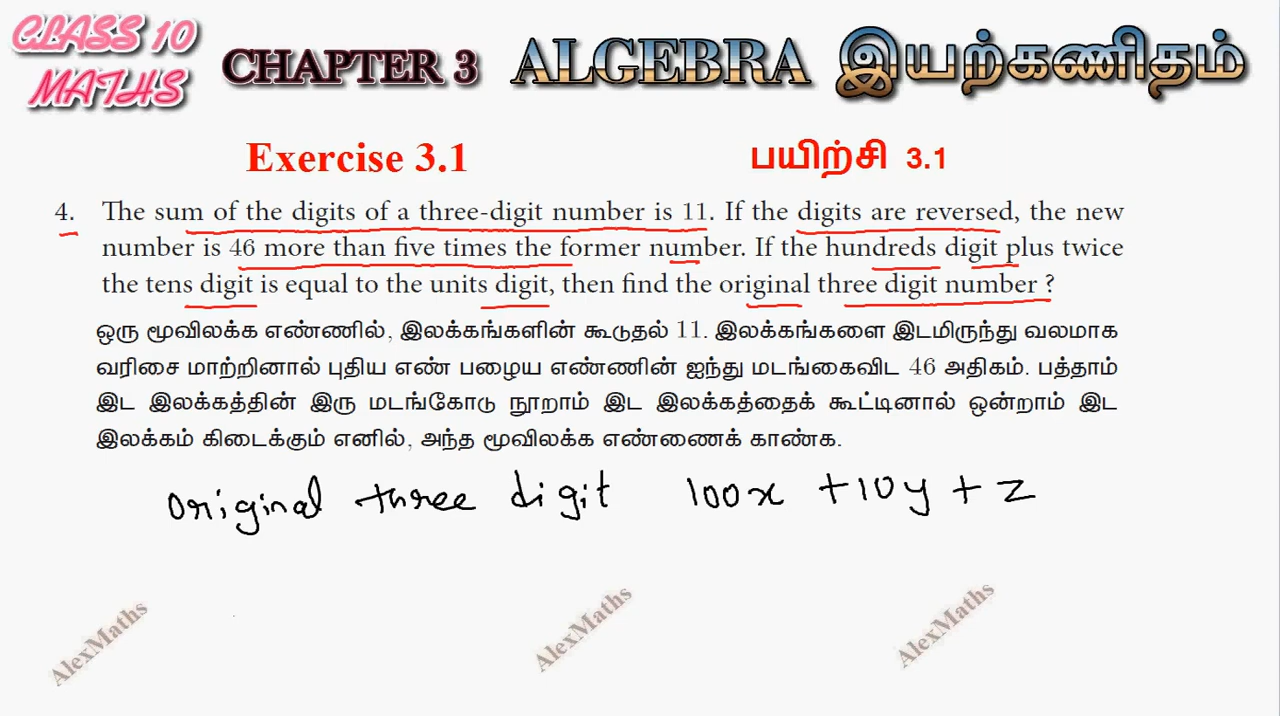 CLASS 10
MATHS
CHAPTER 3
ALGEBRA இயற்கணிதம்
Exercise 3.1
பயிற்சி 3.1
4. The sum of the digits of a three-digit number is 11. If the digits are reversed, the new
number is 46 more than five times the former number. If the hundreds digit plus twice
the tens digit is equal to the units digit, then find the original three digit number ?
ஒரு மூவிலக்க எண்ணில், இலக்கங்களின் கூடுதல் 11. இலக்கங்களை இடமிருந்து வலமாக
வரிசை மாற்றினால் புதிய எண் பழைய எண்ணின் ஐந்து மடங்கைவிட 46 அதிகம். பத்தாம்
இட இலக்கத்தின் இரு மடங்கோடு நூறாம் இட இலக்கத்தைக் கூட்டினால் ஒன்றாம் இட
இலக்கம் கிடைக்கும் எனில், அந்த மூவிலக்க எண்ணைக் காண்க.
original three digit 100x + 10y + z
AlexMaths
AlexMaths
AlexMaths